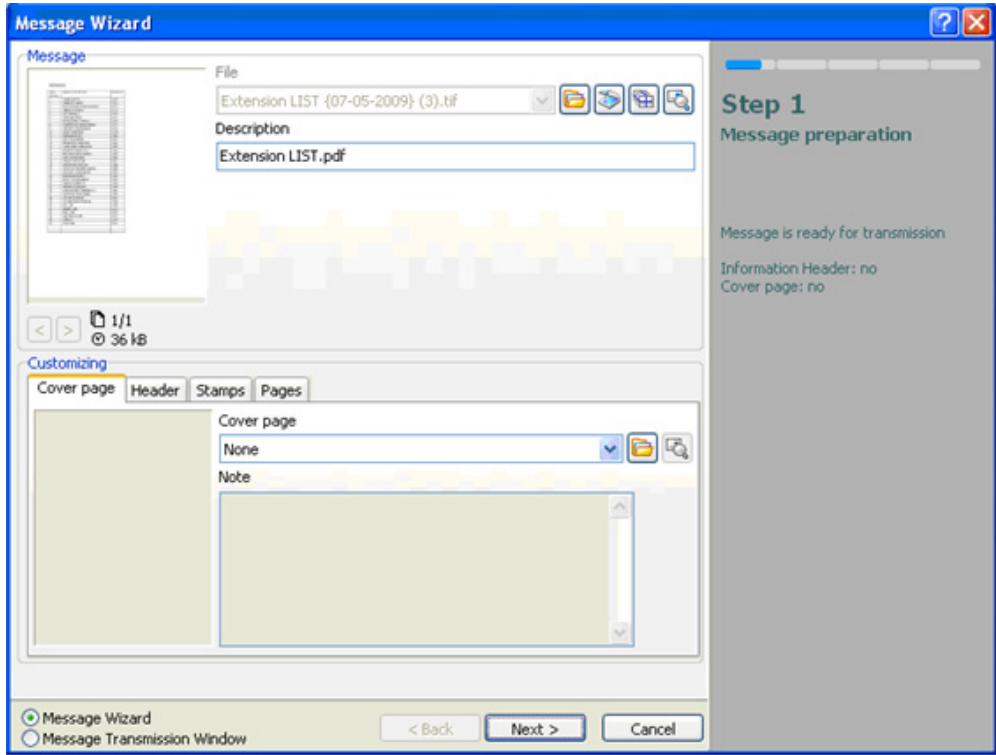 Message Wizard
Message
File
Extension LIST {07-05-2009} (3).tif
Description
Extension LIST.pdf
< >
1/1
36 kB
Customizing
Cover page Header Stamps Pages
Cover page
None
Note
Message Wizard
Message Transmission Window
< Back Next > Cancel
Step 1
Message preparation
Message is ready for transmission
Information Header: no
Cover page: no